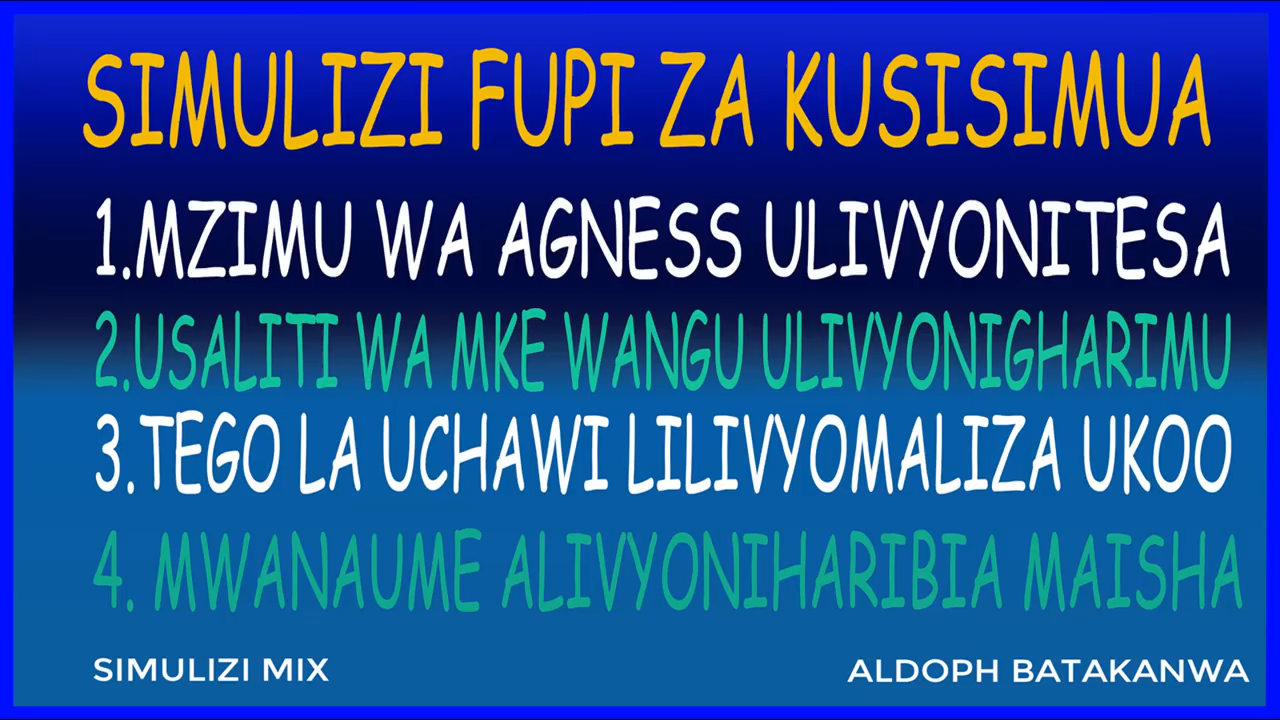 SIMULIZI FUPI ZA KUSISIMUA
1.MZIMU WA AGNESS ULIVYONITESA
2.USALITI WA MKE WANGU ULIVYONIGHARIMU
3.TEGO LA UCHAWI LILIVYOMALIZA UKOO
4. MWANAUME ALIVYONIHARIBIA MAISHA
SIMULIZI MIX
ALDOPH BATAKANWA